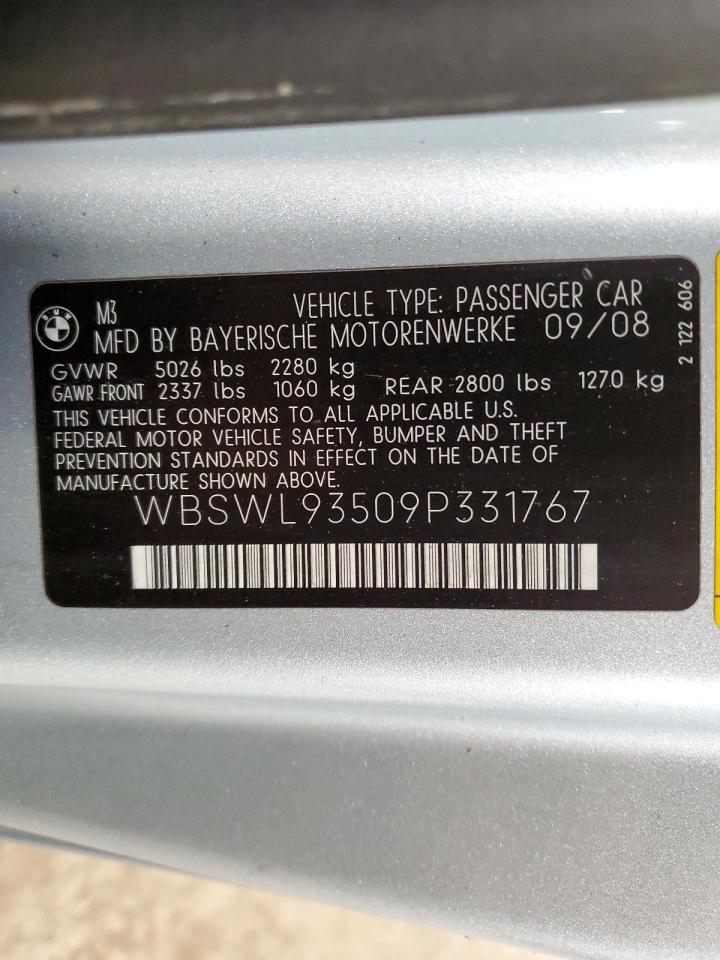 BMW
M3 VEHICLE TYPE: PASSENGER CAR
MFD BY BAYERISCHE MOTORENWERKE 09/08
GVWR 5026 lbs 2280 kg
GAWR FRONT 2337 lbs 1060 kg REAR 2800 lbs 1270 kg
THIS VEHICLE CONFORMS TO ALL APPLICABLE U.S.
FEDERAL MOTOR VEHICLE SAFETY, BUMPER AND THEFT
PREVENTION STANDARDS IN EFFECT ON THE DATE OF
MANUFACTURE SHOWN ABOVE.
WBSWL93509P331767
2 122 606